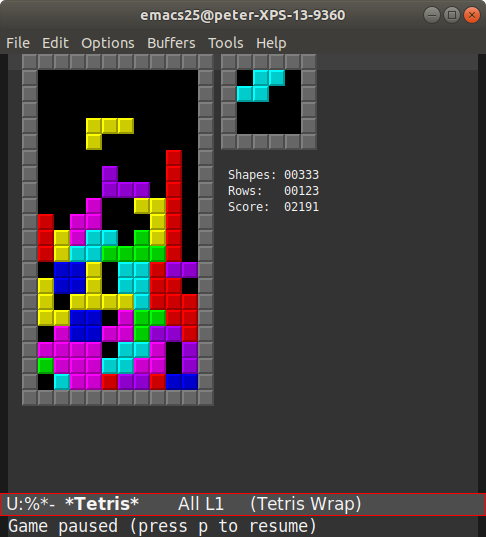 emacs25@peter-XPS-13-9360
File Edit Options Buffers Tools Help
Shapes: 00333
Rows: 00123
Score: 02191
U:%*- *Tetris* All L1 (Tetris Wrap)
Game paused (press p to resume)